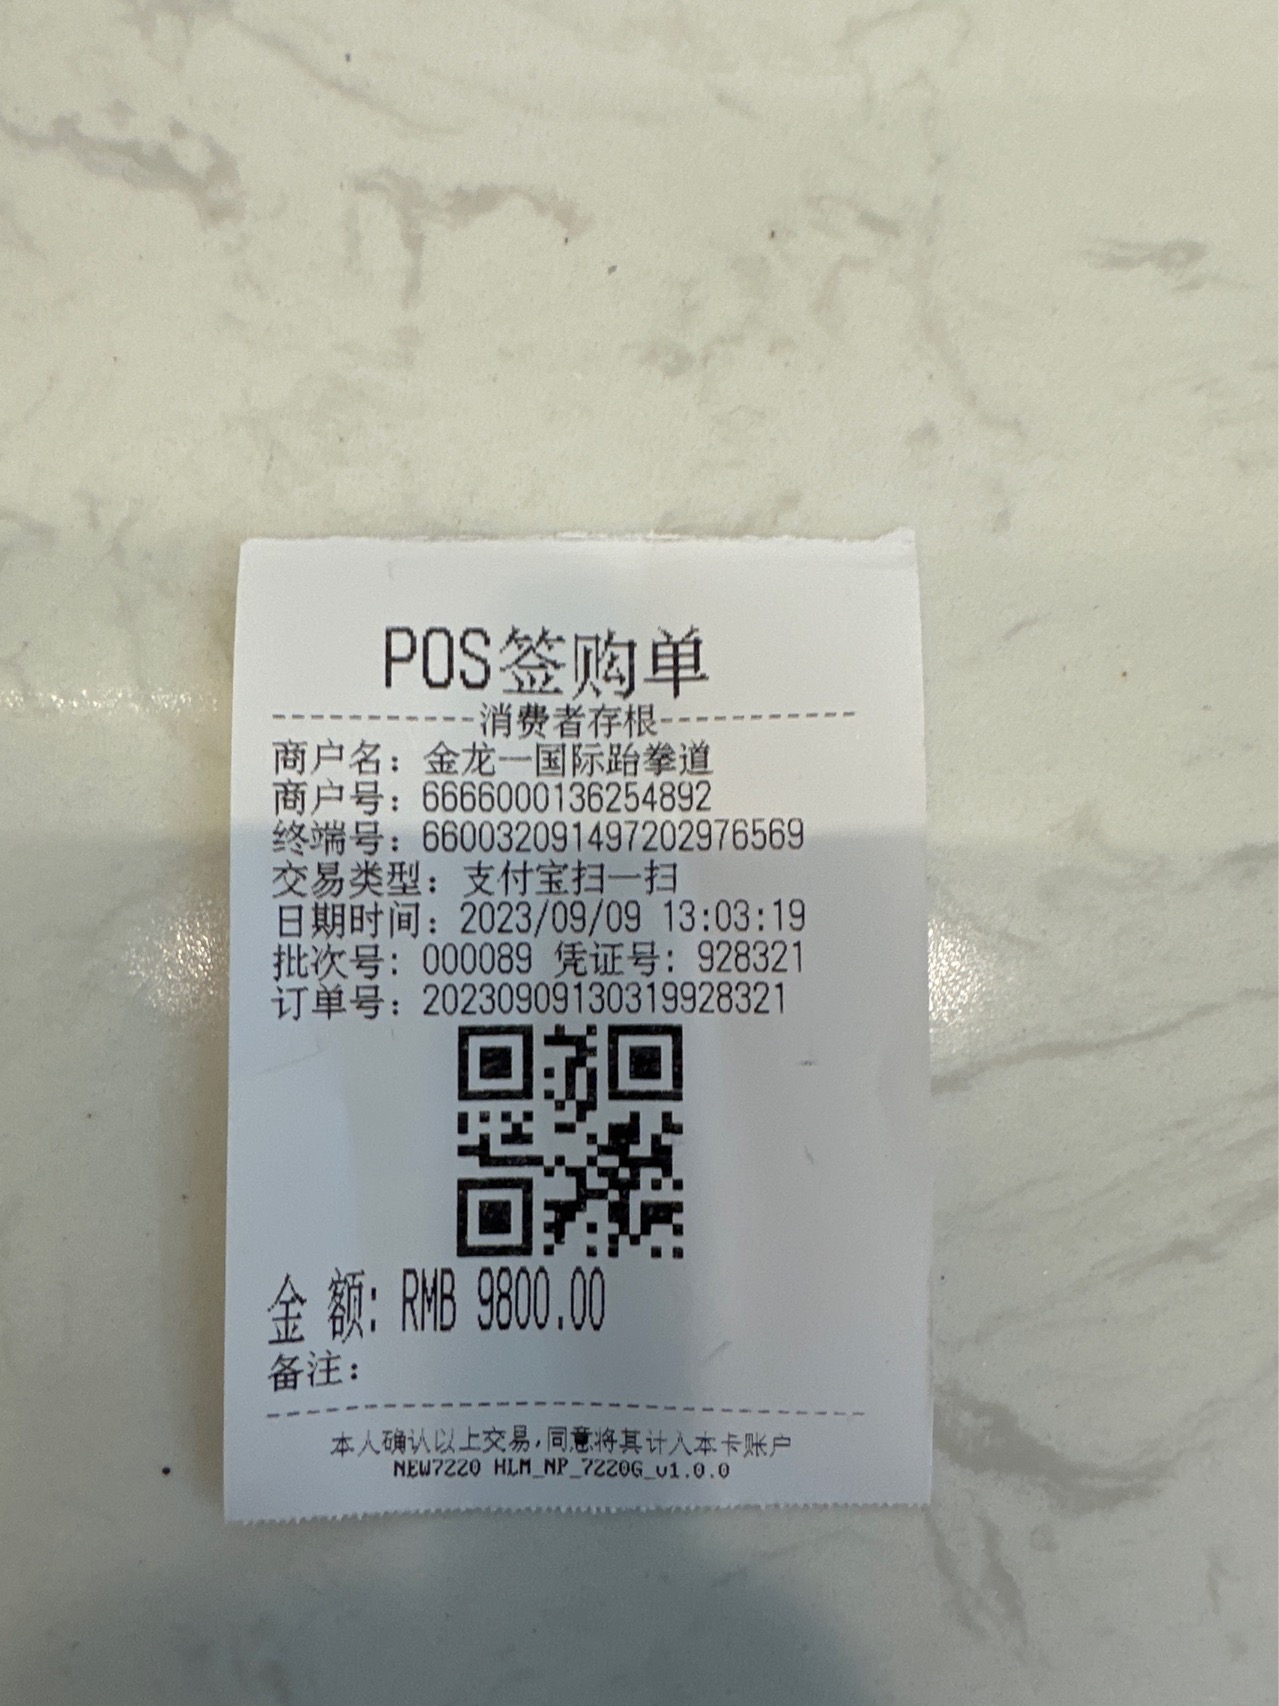 POS签购单
-----------消费者存根-----------
商户名：金龙一国际跆拳道
商户号：6666000136254892
终端号：660032091497202976569
交易类型：支付宝扫一扫
日期时间：2023/09/09 13:03:19
批次号：000089 凭证号：928321
订单号：20230909130319928321
金 额：RMB 9800.00
备注：
本人确认以上交易,同意将其计入本卡账户
NEW7220 HLM_NP_7220G_v1.0.0